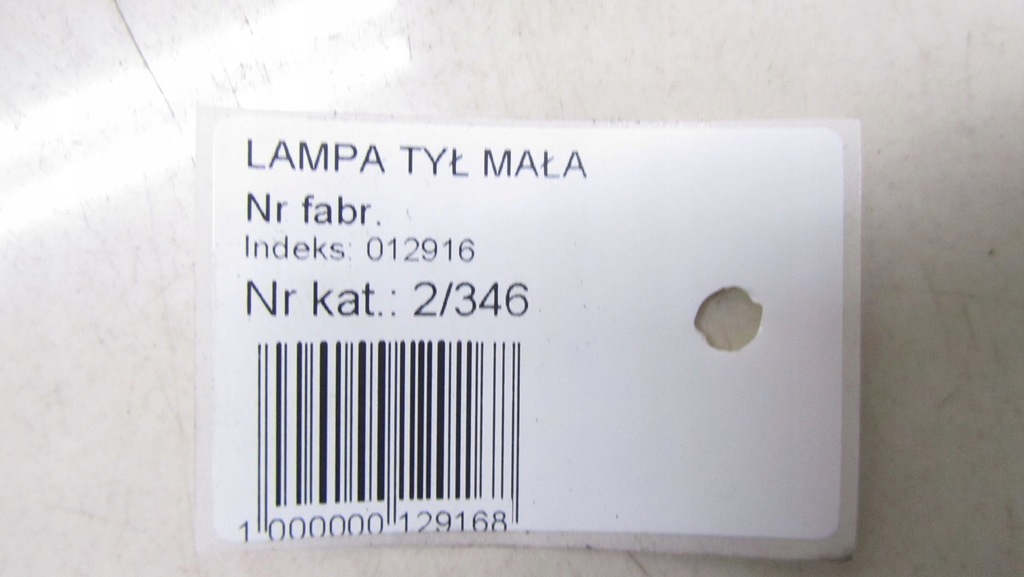 LAMPA TYŁ MAŁA
Nr fabr.
Indeks: 012916
Nr kat.: 2/346
1 000000 129168